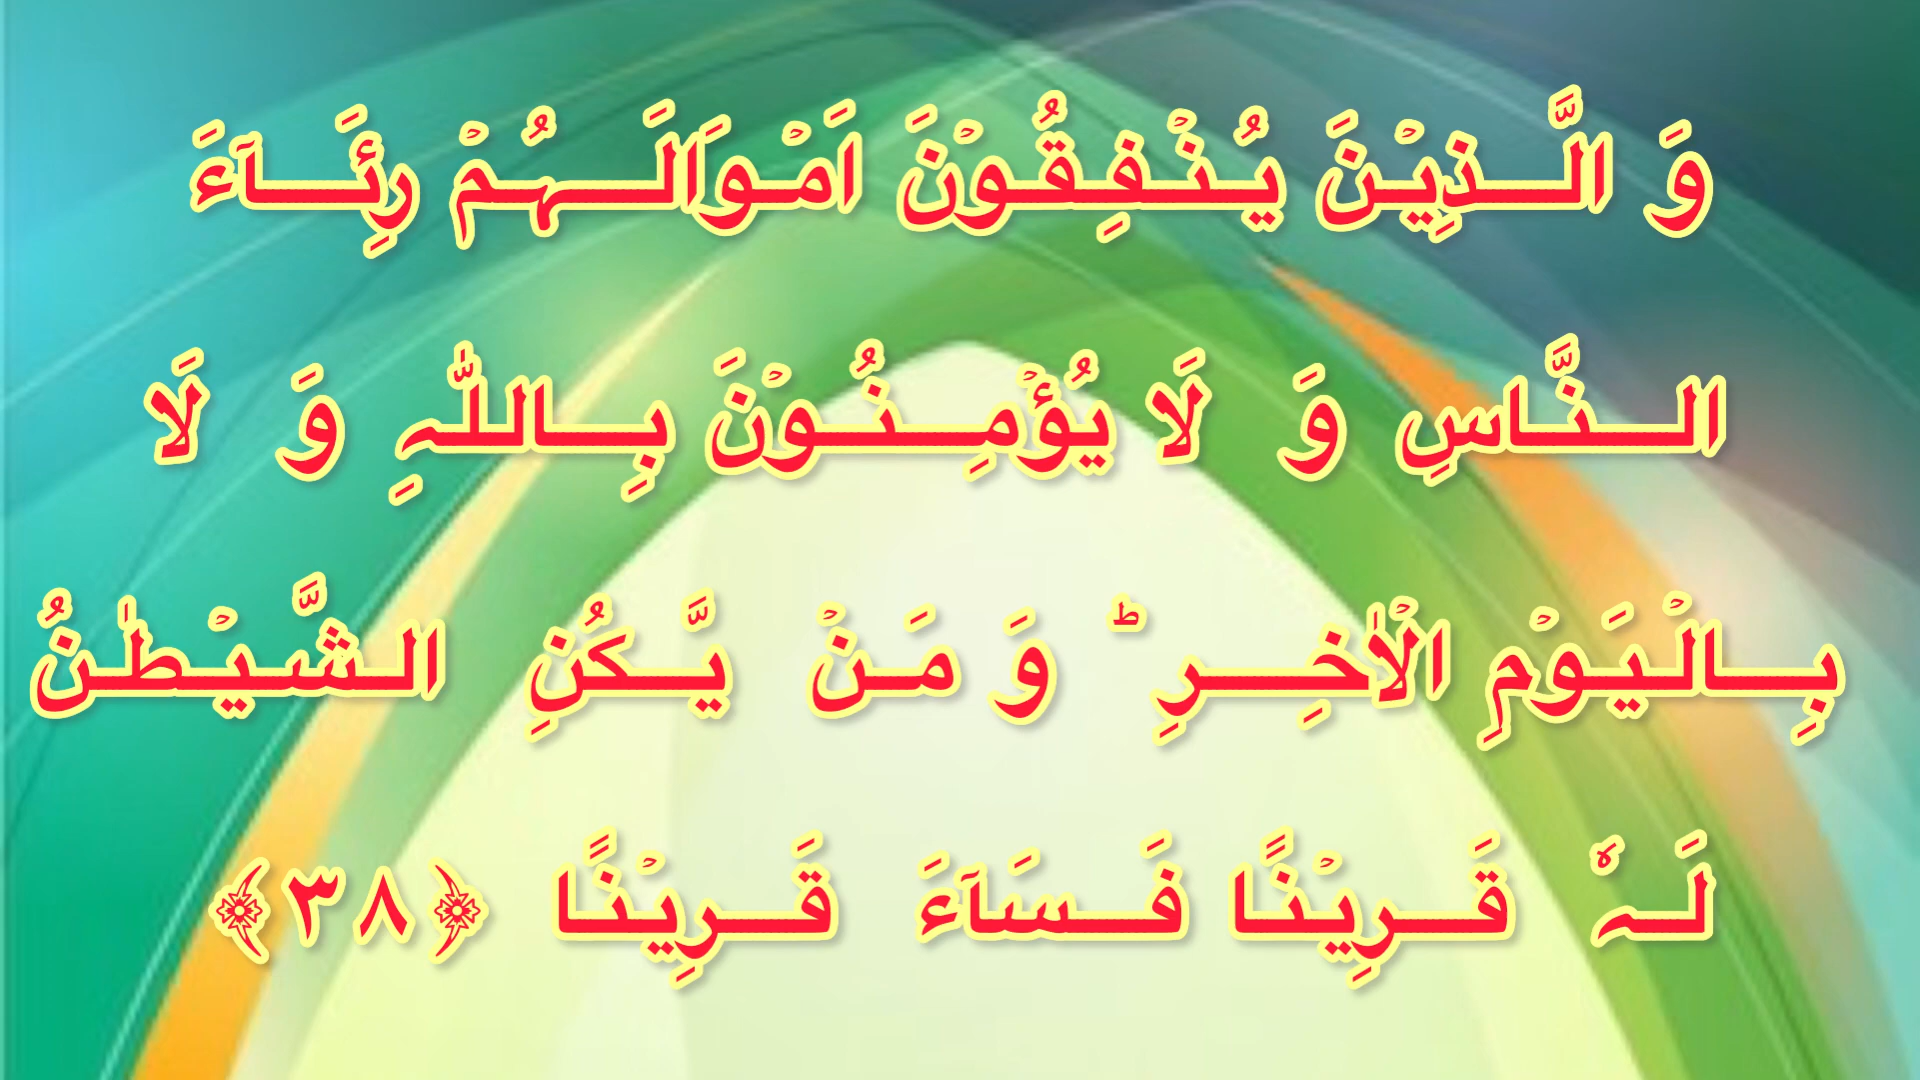 وَ الَّذِیۡنَ یُنۡفِقُوۡنَ اَمۡوَالَہُمۡ رِئَآءَ
النَّاسِ وَ لَا یُؤۡمِنُوۡنَ بِاللّٰہِ وَ لَا
بِالۡیَوۡمِ الۡاٰخِرِ ؕ وَ مَنۡ یَّکُنِ الشَّیۡطٰنُ
لَہٗ قَرِیۡنًا فَسَآءَ قَرِیۡنًا ﴿۳۸﴾